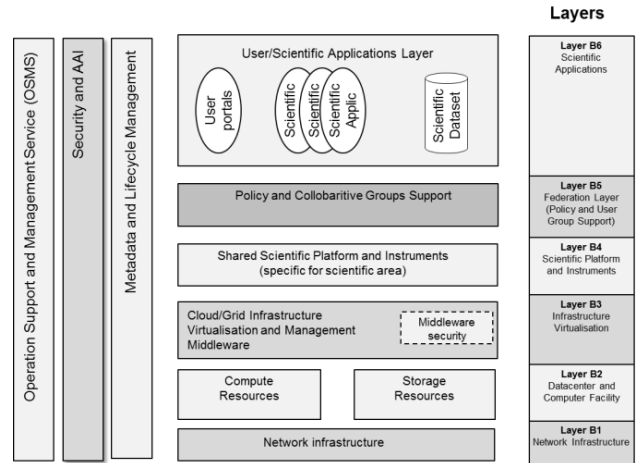 Layers
Operation Support and Management Service (OSMS)
Security and AAI
Metadata and Lifecycle Management
User/Scientific Applications Layer
User
portals
Scientific
Scientific
Scientific
Applic
Scientific
Dataset
Policy and Collobaritive Groups Support
Shared Scientific Platform and Instruments
(specific for scientific area)
Cloud/Grid Infrastructure
Virtualisation and Management
Middleware
Middleware
security
Compute
Resources
Storage
Resources
Network infrastructure
Layer B6
Scientific
Applications
Layer B5
Federation Layer
(Policy and User
Group Support)
Layer B4
Scientific Platform
and Instruments
Layer B3
Infrastructure
Virtualisation
Layer B2
Datacenter and
Computer Facility
Layer B1
Network Infrastructure